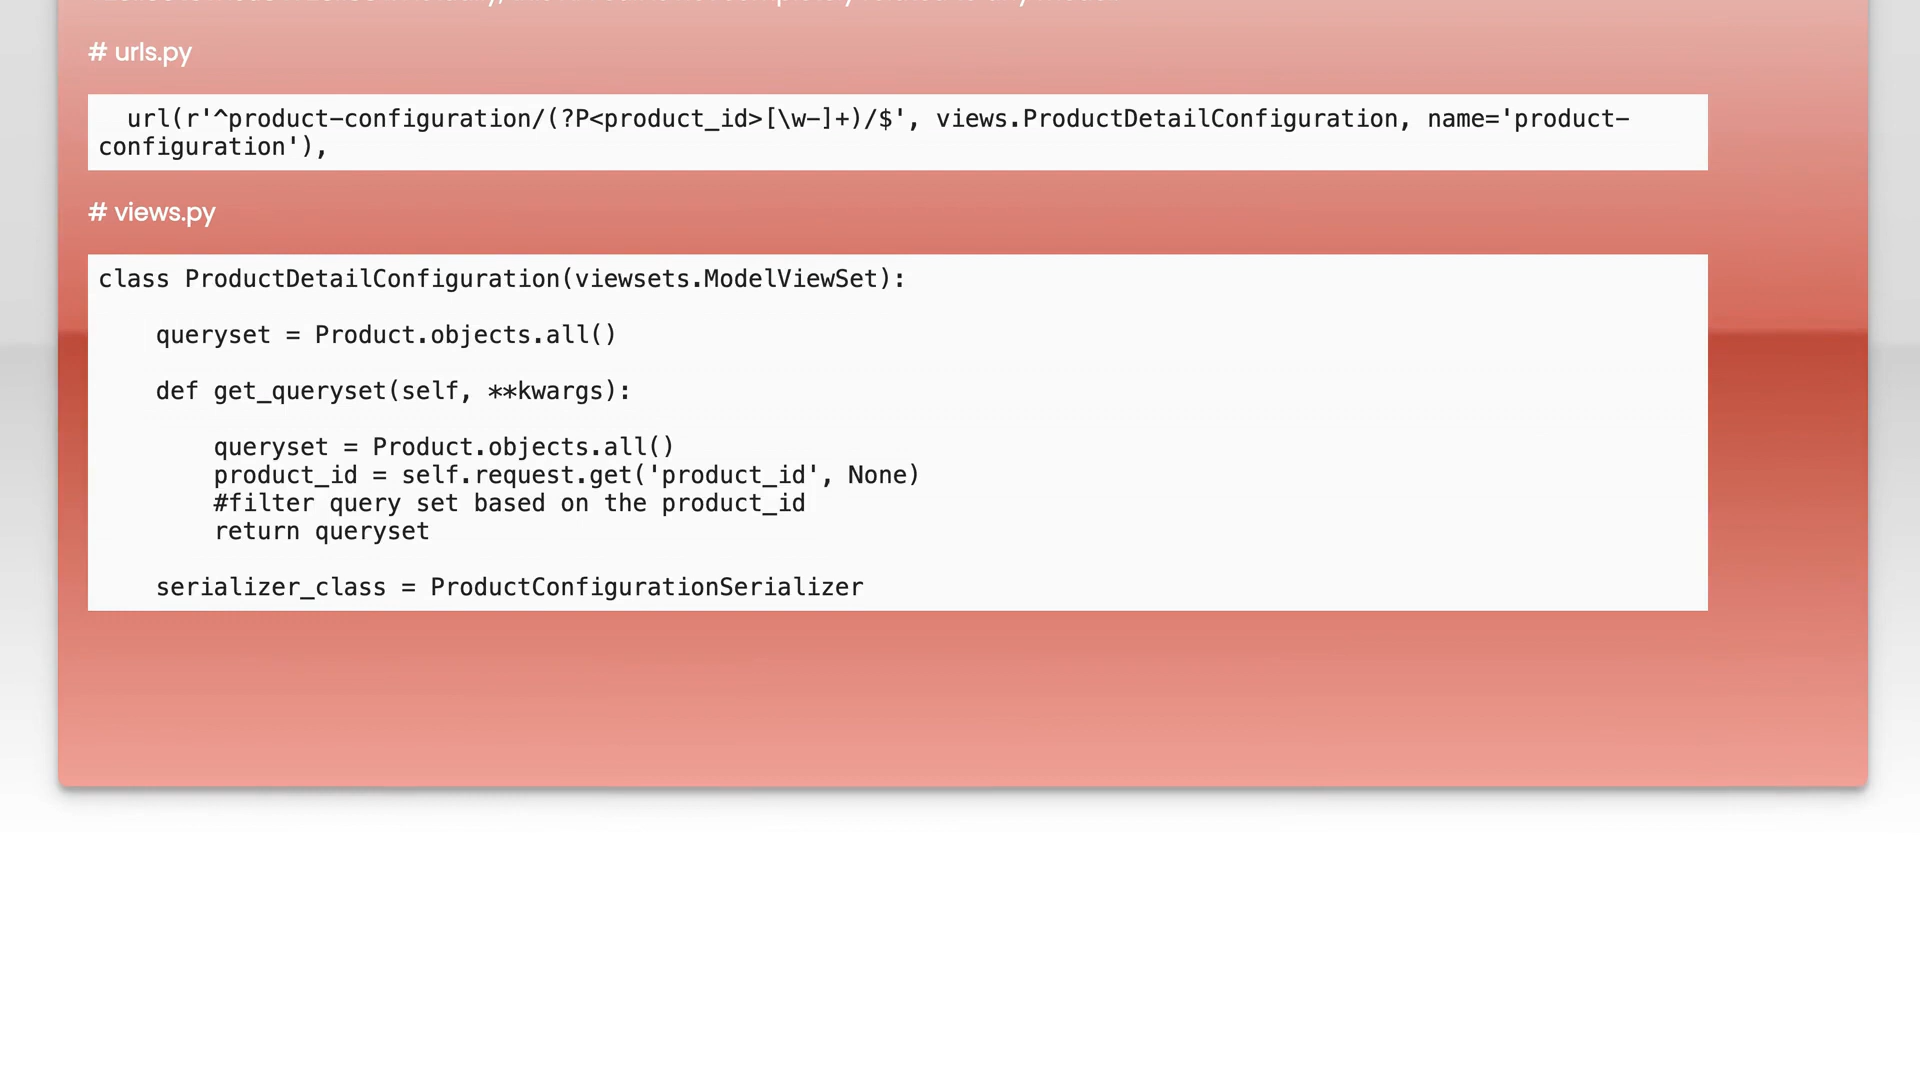 # urls.py
url(r'^product-configuration/(?P<product_id>[\w-]+)/$', views.ProductDetailConfiguration, name='product-
configuration'),
# views.py
class ProductDetailConfiguration(viewsets.ModelViewSet):
queryset = Product.objects.all()
def get_queryset(self, **kwargs):
queryset = Product.objects.all()
product_id = self.request.get('product_id', None)
#filter query set based on the product_id
return queryset
serializer_class = ProductConfigurationSerializer